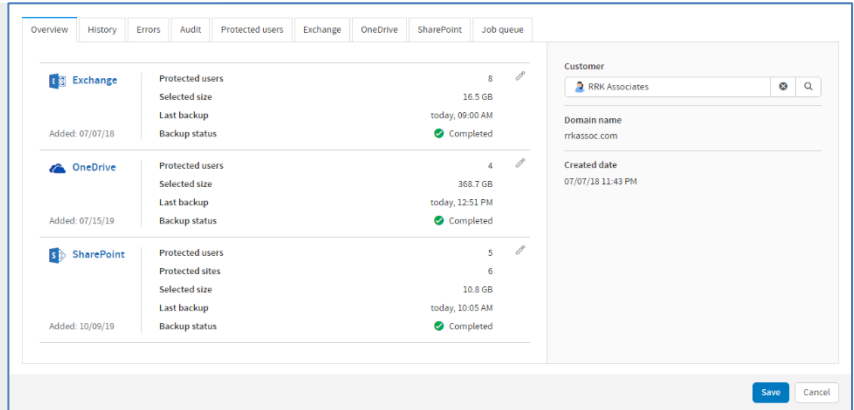 Overview History Errors Audit Protected users Exchange OneDrive SharePoint Job queue
Exchange
Added: 07/07/18
Protected users 8
Selected size 16.5 GB
Last backup today, 09:00 AM
Backup status Completed
OneDrive
Added: 07/15/19
Protected users 4
Selected size 368.7 GB
Last backup today, 12:51 PM
Backup status Completed
SharePoint
Added: 10/09/19
Protected users 5
Protected sites 6
Selected size 10.8 GB
Last backup today, 10:05 AM
Backup status Completed
Customer
RRK Associates
Domain name
rrkassoc.com
Created date
07/07/18 11:43 PM
Save Cancel